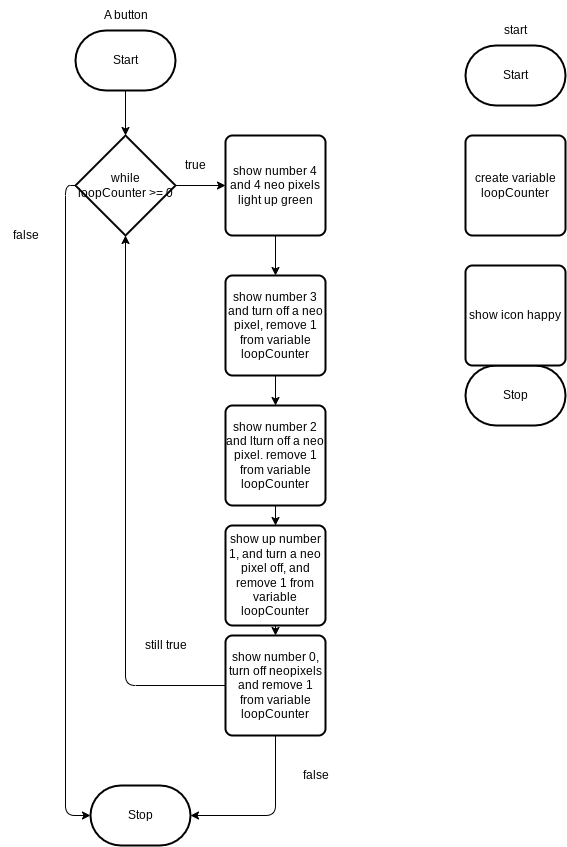 A button
Start
while
loopCounter >= 0
true
false
show number 4
and 4 neo pixels
light up green
show number 3
and turn off a neo
pixel, remove 1
from variable
loopCounter
show number 2
and lturn off a neo
pixel. remove 1
from variable
loopCounter
show up number
1, and turn a neo
pixel off, and
remove 1 from
variable
loopCounter
still true
show number 0,
turn off neopixels
and remove 1
from variable
loopCounter
false
Stop
start
Start
create variable
loopCounter
show icon happy
Stop